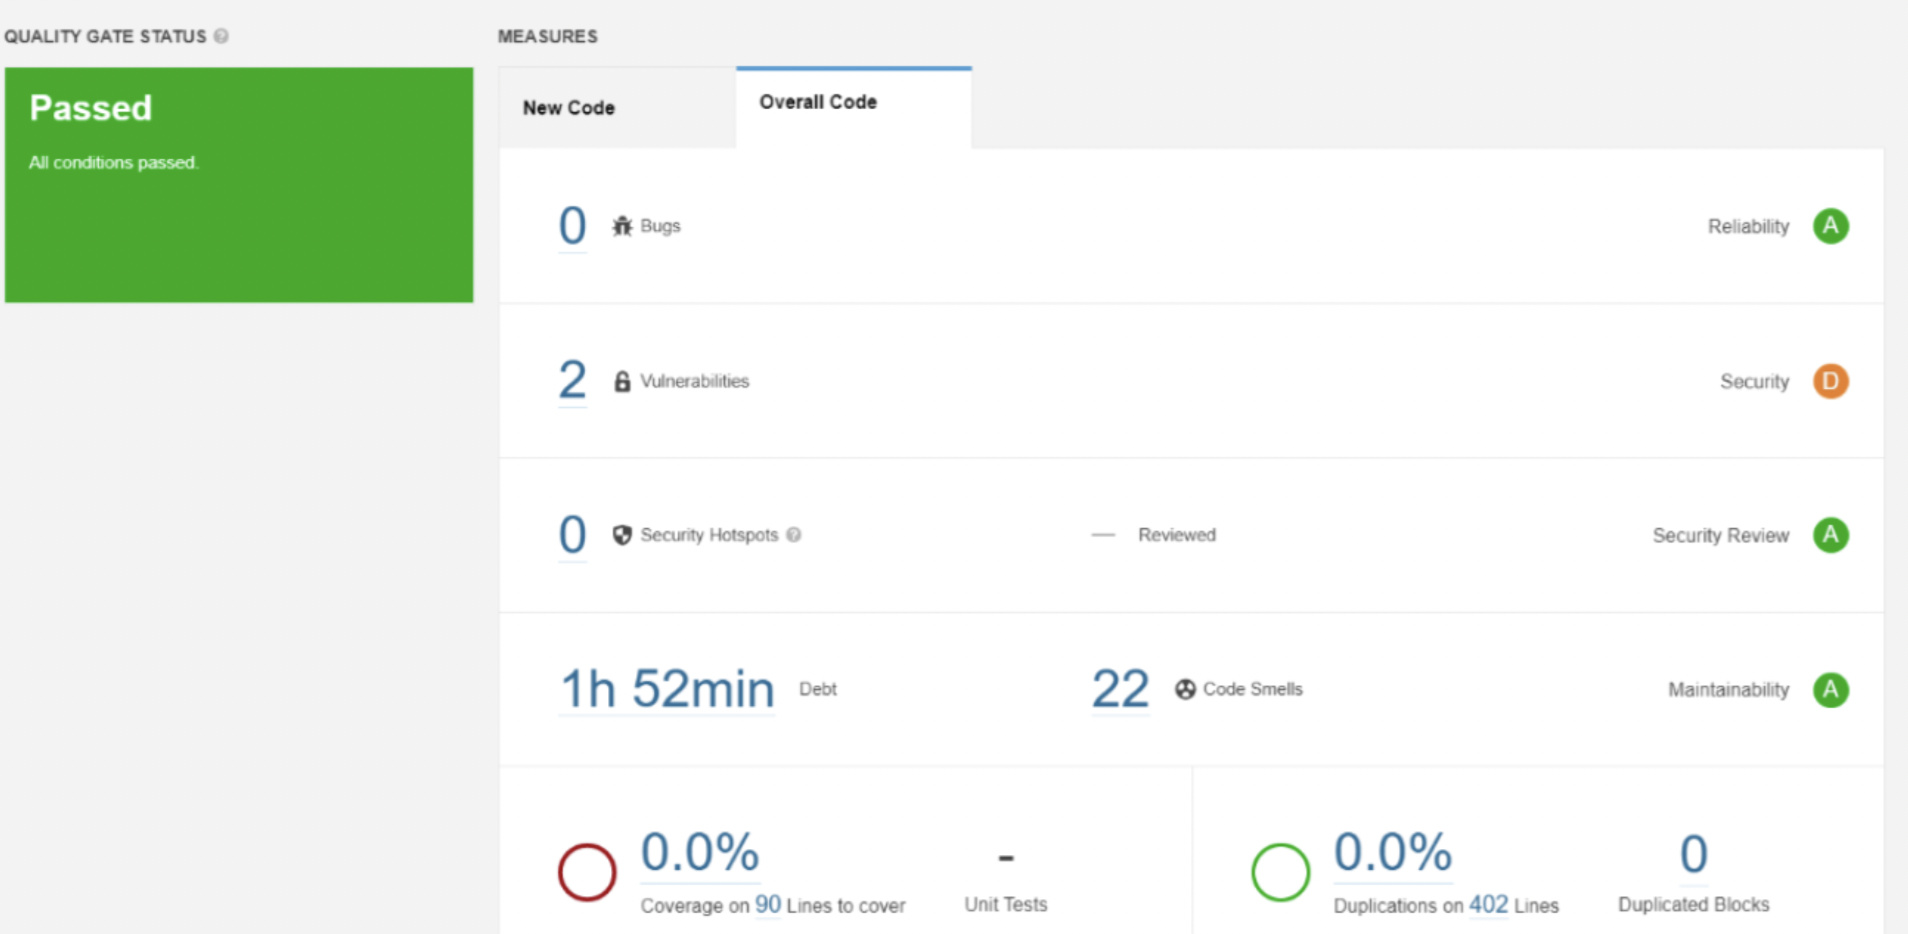 QUALITY GATE STATUS
MEASURES
Passed
All conditions passed.
New Code
Overall Code
0 Bugs
Reliability A
2 Vulnerabilities
Security D
0 Security Hotspots
— Reviewed
Security Review A
1h 52min Debt
22 Code Smells
Maintainability A
0.0%
Coverage on 90 Lines to cover
-
Unit Tests
0.0%
Duplications on 402 Lines
0
Duplicated Blocks